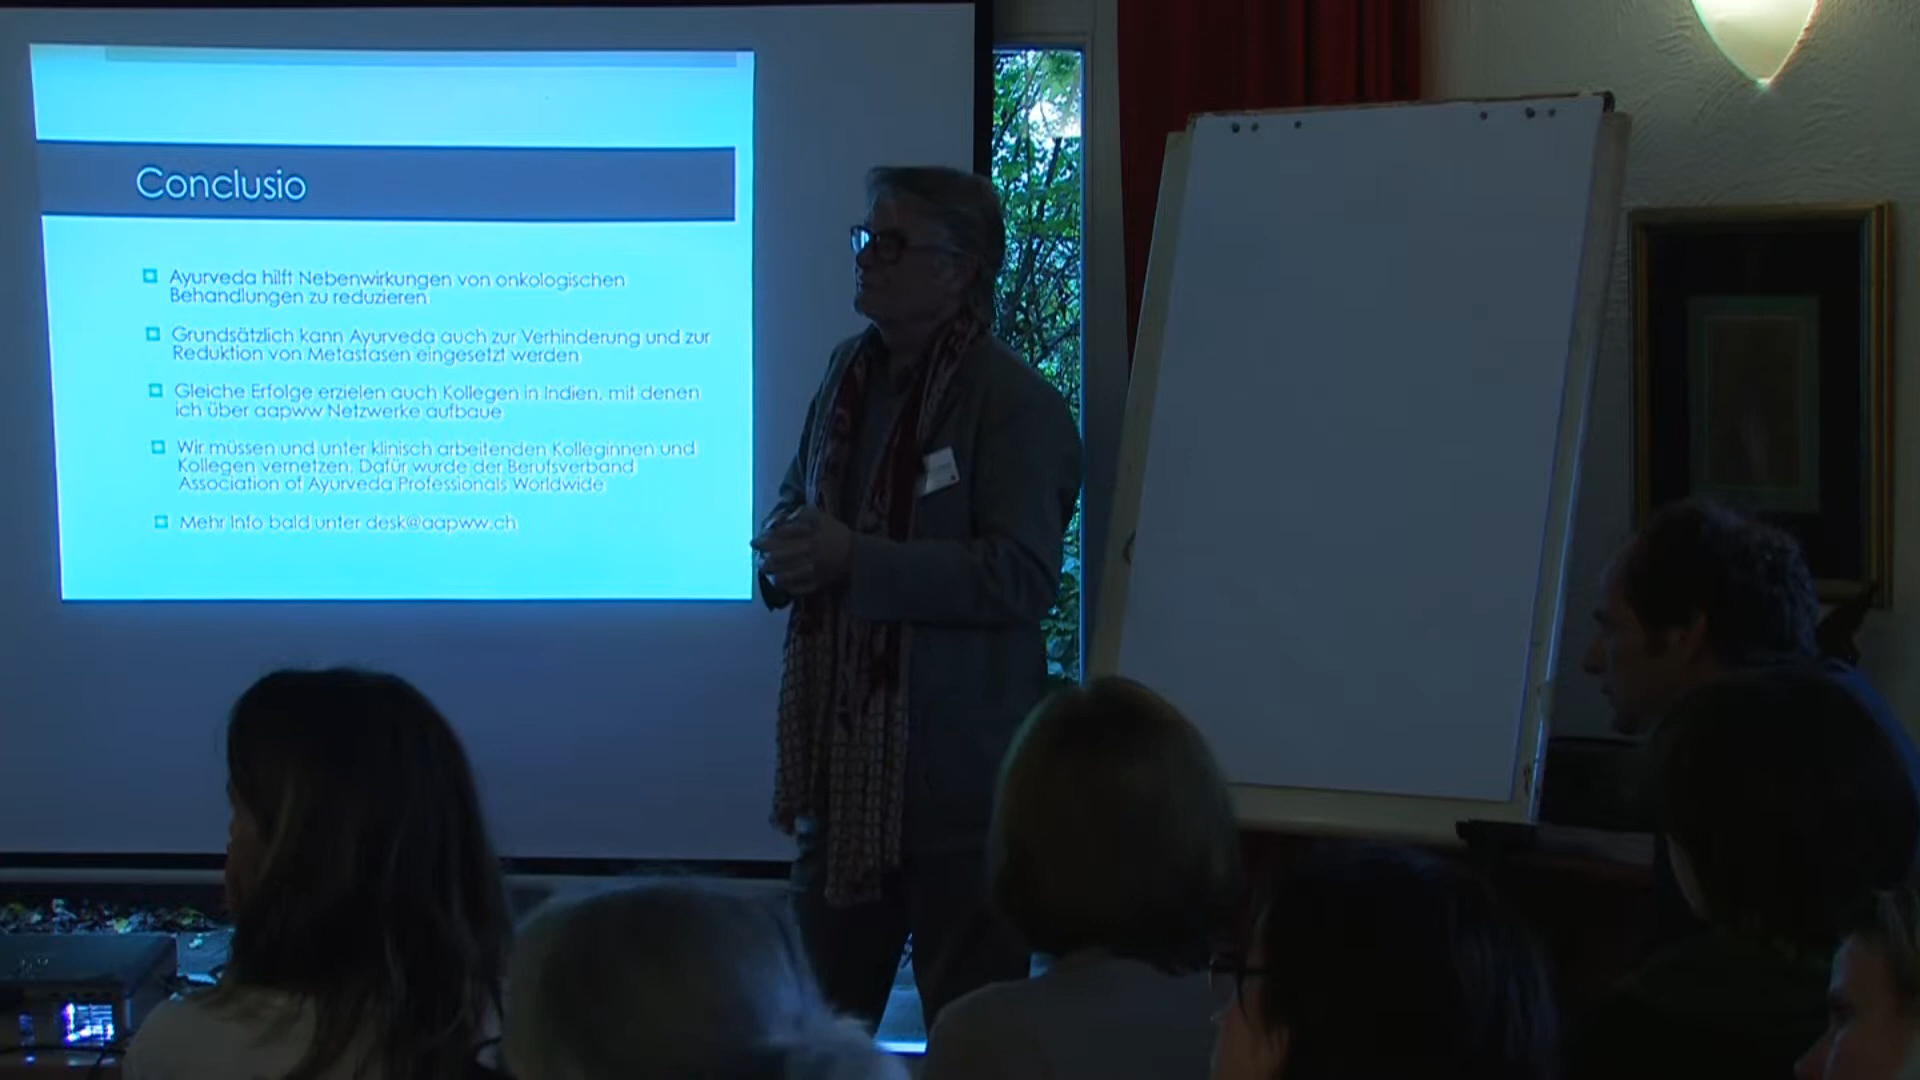 Conclusio
Ayurveda hilft Nebenwirkungen von onkologischen
Behandlungen zu reduzieren
Grundsätzlich kann Ayurveda auch zur Verhinderung und zur
Reduktion von Metastasen eingesetzt werden
Gleiche Erfolge erzielen auch Kollegen in Indien, mit denen
ich über aapww Netzwerke aufbaue
Wir müssen und unter klinisch arbeitenden Kolleginnen und
Kollegen vernetzen. Dafür wurde der Berufsverband
Association of Ayurveda Professionals Worldwide
Mehr Info bald unter desk@aapww.ch